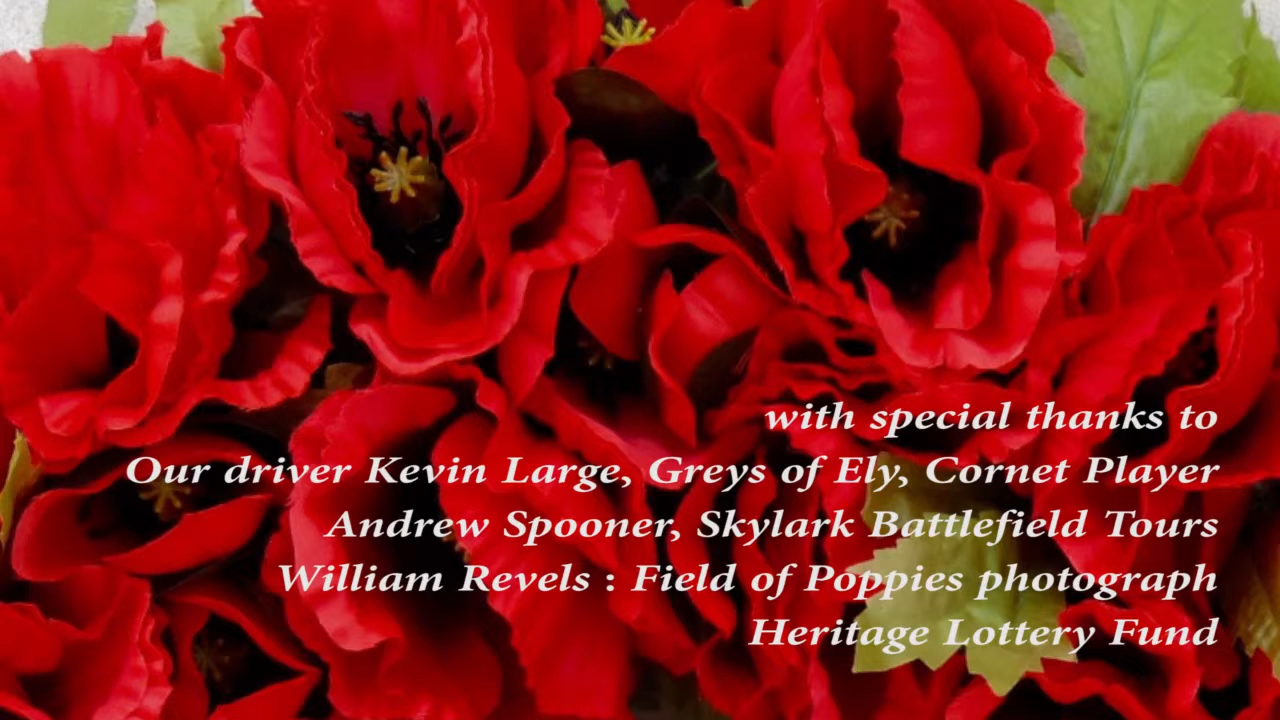 with special thanks to
Our driver Kevin Large, Greys of Ely, Cornet Player
Andrew Spooner, Skylark Battlefield Tours
William Revels : Field of Poppies photograph
Heritage Lottery Fund